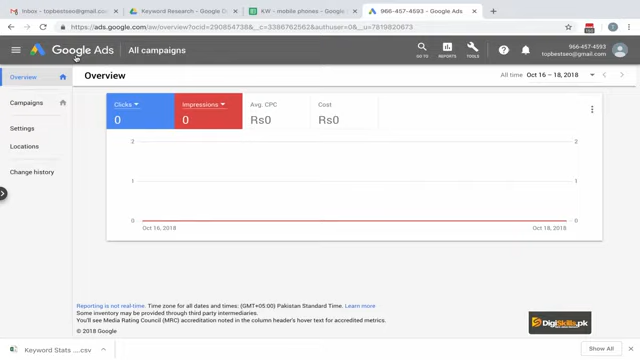 Inbox – topbestseo@gmail.com
Keyword Research - Google Da
KW - mobile phones - Google S
966-457-4593 - Google Ads
https://ads.google.com/aw/overview?ocid=290854738&__c=3386762562&authuser=0&__u=7819820673
Google Ads
All campaigns
GO TO
REPORTS
TOOLS
966-457-4593
topbestseo@gmail.com
Overview
Campaigns
Settings
Locations
Change history
Overview
All time
Oct 16 – 18, 2018
Clicks
0
Impressions
0
Avg. CPC
Rs0
Cost
Rs0
2
2
1
1
0
0
Oct 16, 2018
Oct 18, 2018
Reporting is not real-time. Time zone for all dates and times: (GMT+05:00) Pakistan Standard Time. Learn more
Some inventory may be provided through third party intermediaries.
You'll see Media Rating Council (MRC) accreditation noted in the column header's hover text for accredited metrics.
© 2018 Google
DigiSkills.pk
Keyword Stats ....csv
Show All